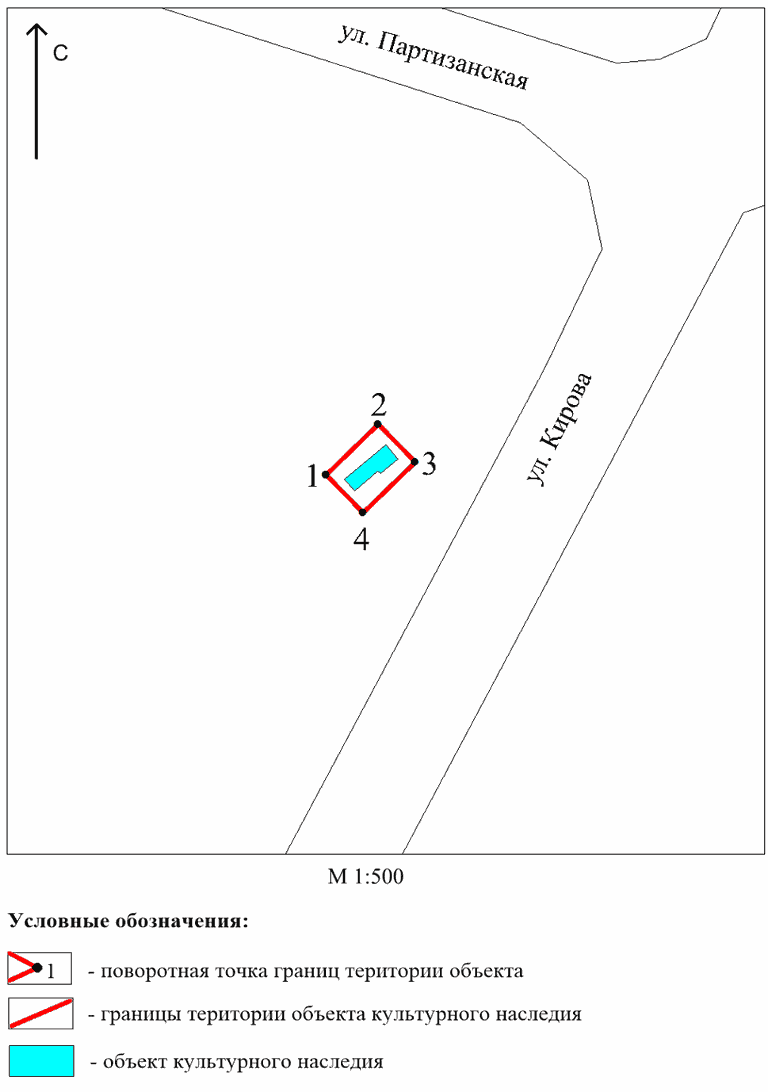 ул. Партизанская
С
ул. Кирова
2
1
3
4
М 1:500
Условные обозначения:
1 - поворотная точка границ територии объекта
- границы територии объекта культурного наследия
- объект культурного наследия